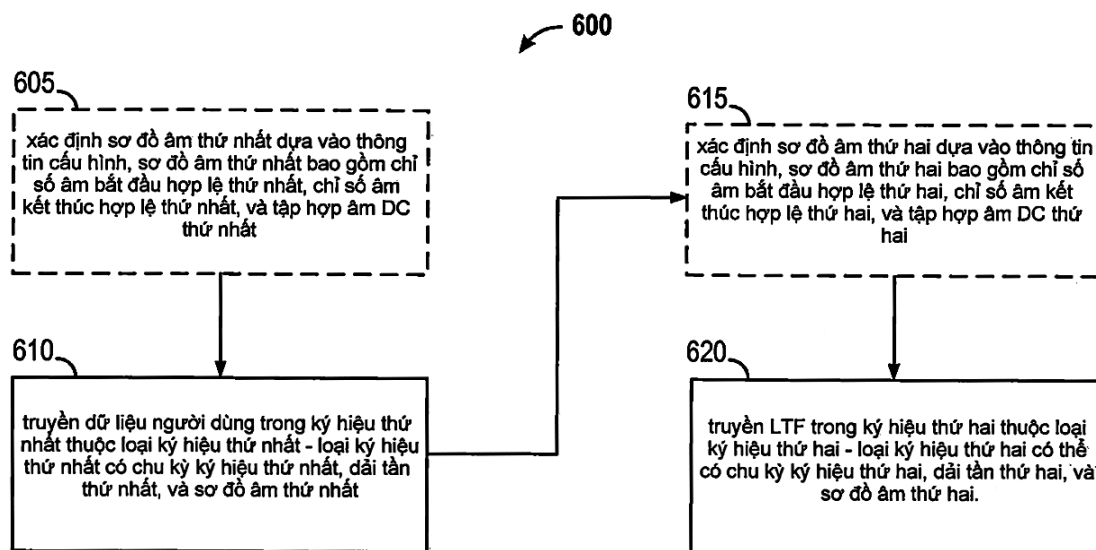 600
605
xác định sơ đồ âm thứ nhất dựa vào thông
tin cấu hình, sơ đồ âm thứ nhất bao gồm chỉ
số âm bắt đầu hợp lệ thứ nhất, chỉ số âm
kết thúc hợp lệ thứ nhất, và tập hợp âm DC
thứ nhất
610
truyền dữ liệu người dùng trong ký hiệu thứ
nhất thuộc loại ký hiệu thứ nhất - loại ký hiệu
thứ nhất có chu kỳ ký hiệu thứ nhất, dải tần
thứ nhất, và sơ đồ âm thứ nhất
615
xác định sơ đồ âm thứ hai dựa vào thông tin
cấu hình, sơ đồ âm thứ hai bao gồm chỉ số
âm bắt đầu hợp lệ thứ hai, chỉ số âm kết
thúc hợp lệ thứ hai, và tập hợp âm DC thứ
hai
620
truyền LTF trong ký hiệu thứ hai thuộc loại
ký hiệu thứ hai - loại ký hiệu thứ hai có thể
có chu kỳ ký hiệu thứ hai, dải tần thứ hai, và
sơ đồ âm thứ hai.